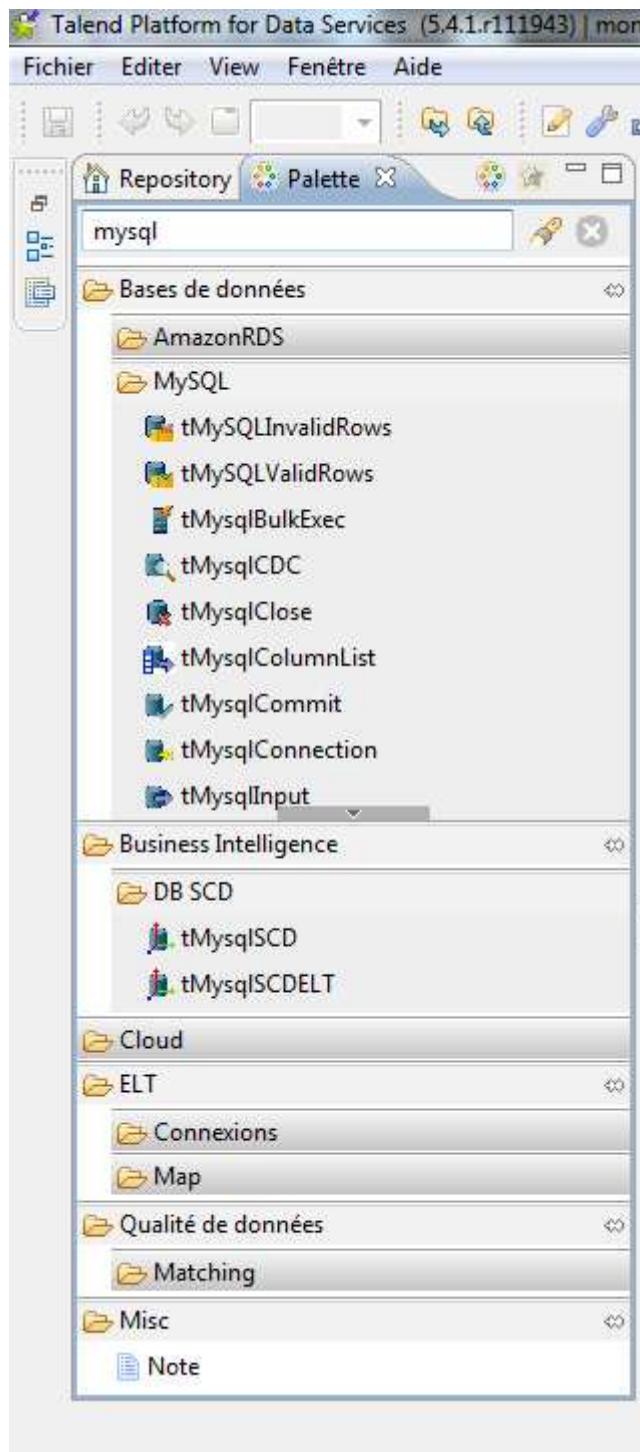 Talend Platform for Data Services (5.4.1.r111943) | mon
Fichier Editer View Fenêtre Aide
Repository Palette
mysql
Bases de données
AmazonRDS
MySQL
tMySQLInvalidRows
tMySQLValidRows
tMysqlBulkExec
tMysqlCDC
tMysqlClose
tMysqlColumnList
tMysqlCommit
tMysqlConnection
tMysqlInput
Business Intelligence
DB SCD
tMysqlSCD
tMysqlSCDELT
Cloud
ELT
Connexions
Map
Qualité de données
Matching
Misc
Note